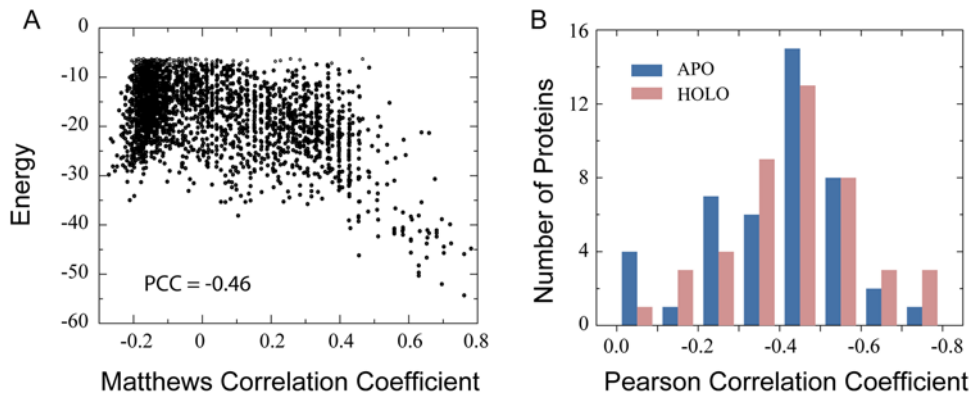 A
0
-10
-20
-30
-40
-50
-60
Energy
PCC = -0.46
-0.2 0 0.2 0.4 0.6 0.8
Matthews Correlation Coefficient
B
16
12
8
4
0
Number of Proteins
APO
HOLO
0.0 -0.2 -0.4 -0.6 -0.8
Pearson Correlation Coefficient